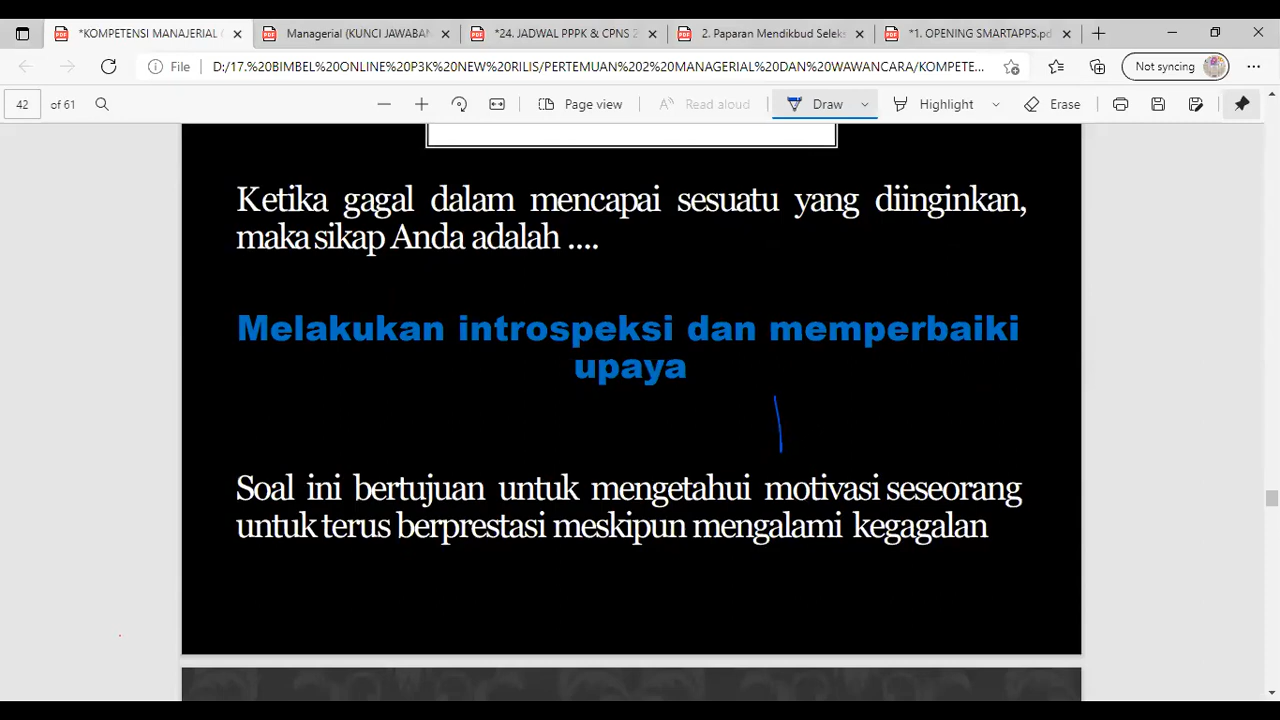 *KOMPETENSI MANAJERIAL (
Managerial (KUNCI JAWABAN
*24. JADWAL PPPK & CPNS 2
2. Paparan Mendikbud Seleks
*1. OPENING SMARTAPPS.pd
File
D:/17.%20BIMBEL%20ONLINE%20P3K%20NEW%20RILIS/PERTEMUAN%202%20MANAGERIAL%20DAN%20WAWANCARA/KOMPETE...
Not syncing
42 of 61
Page view
Read aloud
Draw
Highlight
Erase
Ketika gagal dalam mencapai sesuatu yang diinginkan,
maka sikap Anda adalah ....
Melakukan introspeksi dan memperbaiki
upaya
Soal ini bertujuan untuk mengetahui motivasi seseorang
untuk terus berprestasi meskipun mengalami kegagalan